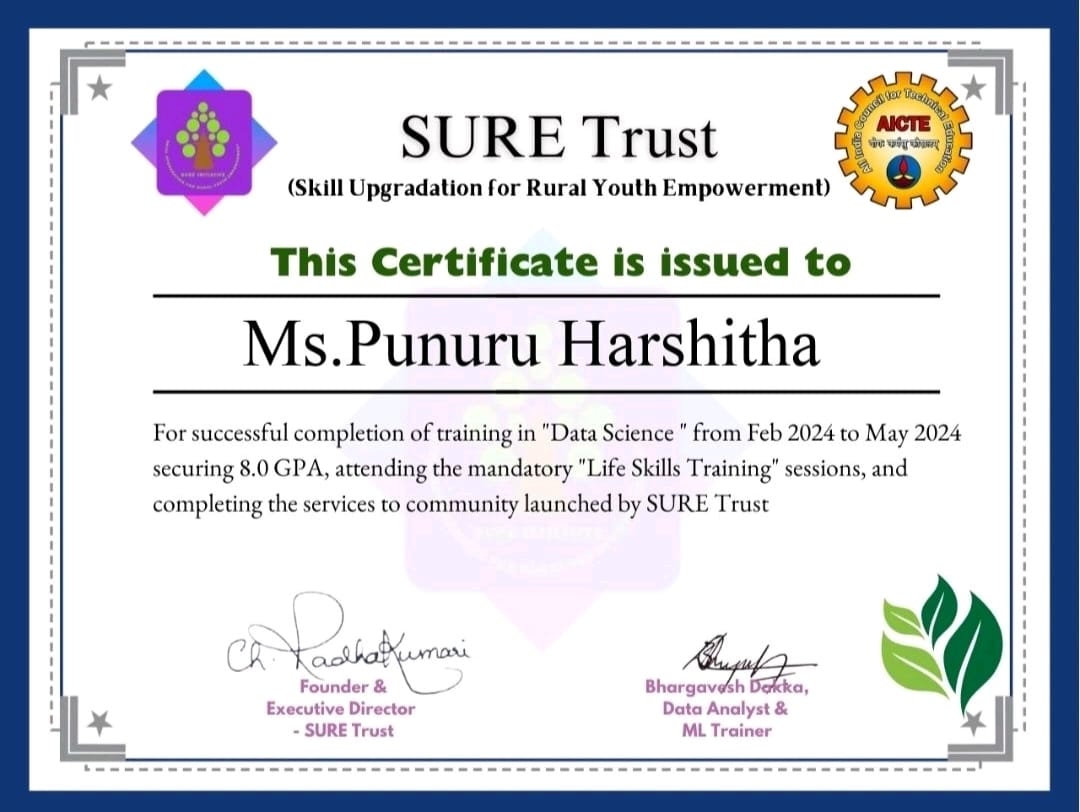 SURE Trust
(Skill Upgradation for Rural Youth Empowerment)
SURE INITIATIVE
All India Council for Technical Education
AICTE
This Certificate is issued to
Ms.Punuru Harshitha
For successful completion of training in "Data Science " from Feb 2024 to May 2024
securing 8.0 GPA, attending the mandatory "Life Skills Training" sessions, and
completing the services to community launched by SURE Trust
Ch. RadhaKumari
Founder &
Executive Director
- SURE Trust
Bhargavesh Dakka,
Data Analyst &
ML Trainer